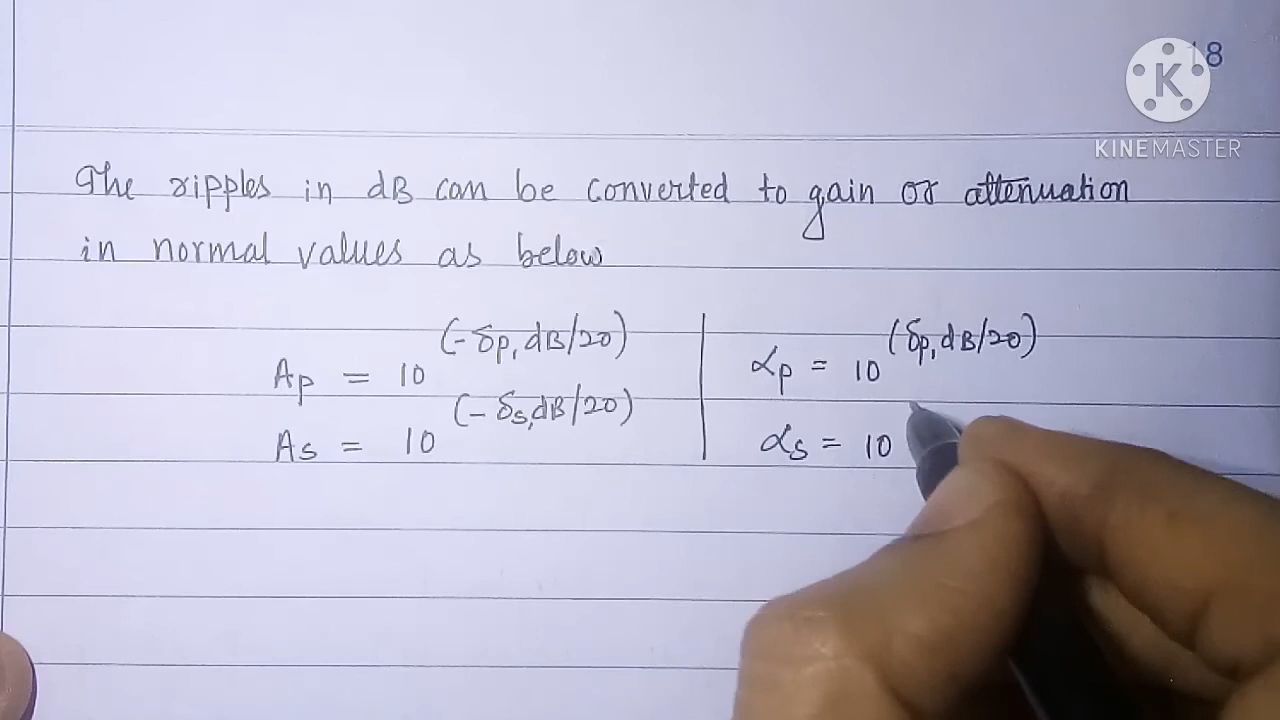 18
KINEMASTER
The ripples in dB can be converted to gain or attenuation
in normal values as below
Ap = 10^(-δp,dB/20) | αp = 10^(δp,dB/20)
As = 10^(-δs,dB/20) | αs = 10